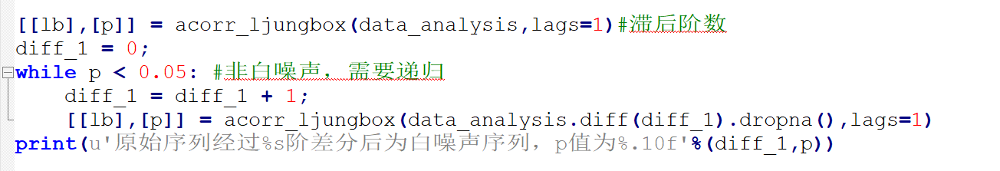 [[lb],[p]] = acorr_ljungbox(data_analysis,lags=1)#滞后阶数
diff_1 = 0;
while p < 0.05: #非白噪声，需要递归
    diff_1 = diff_1 + 1;
    [[lb],[p]] = acorr_ljungbox(data_analysis.diff(diff_1).dropna(),lags=1)
print(u'原始序列经过%s阶差分后为白噪声序列，p值为%.10f'%(diff_1,p))